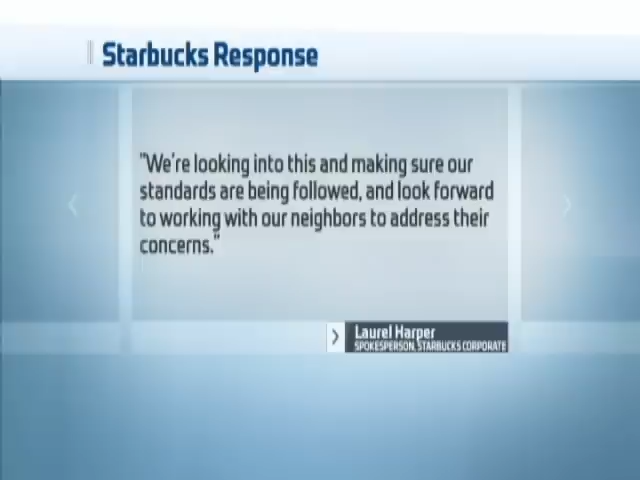 Starbucks Response
"We're looking into this and making sure our
standards are being followed, and look forward
to working with our neighbors to address their
concerns."
Laurel Harper
SPOKESPERSON, STARBUCKS CORPORATE